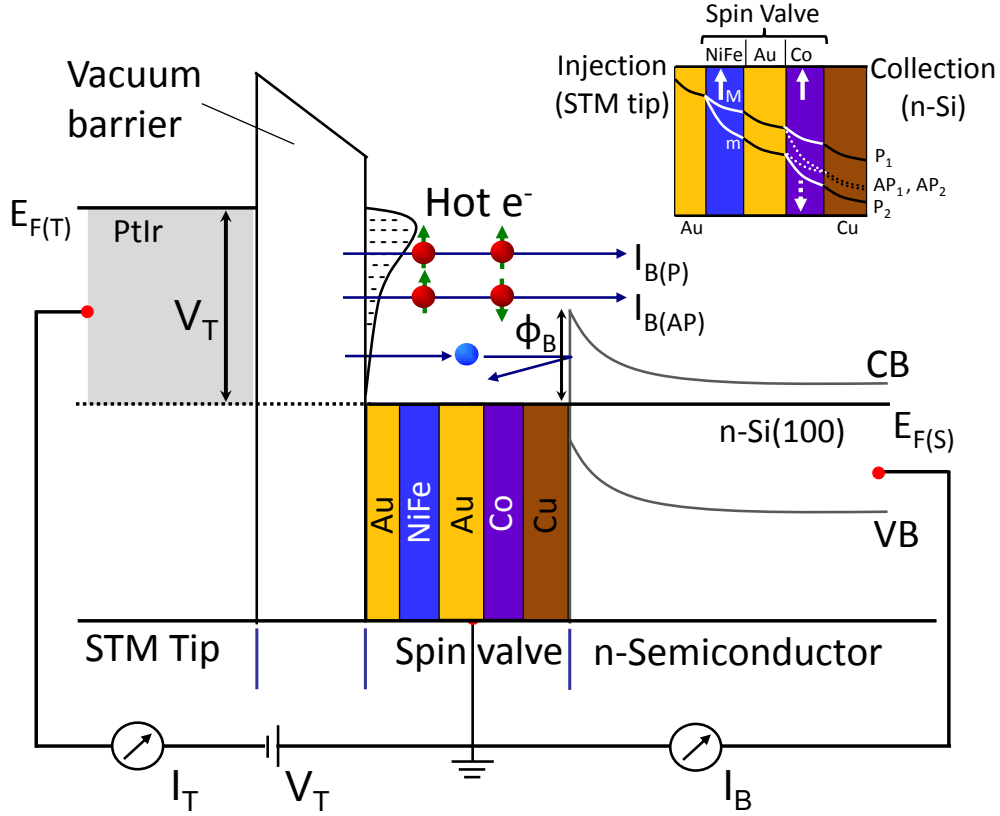 Spin Valve
NiFe Au Co
Injection
(STM tip)
Collection
(n-Si)
M
m
P1
AP1 , AP2
P2
Au
Cu
Vacuum
barrier
EF(T)
PtIr
Hot e-
IB(P)
IB(AP)
VT
ϕB
CB
n-Si(100)
EF(S)
VB
Au
NiFe
Au
Co
Cu
STM Tip
Spin valve
n-Semiconductor
IT
VT
IB